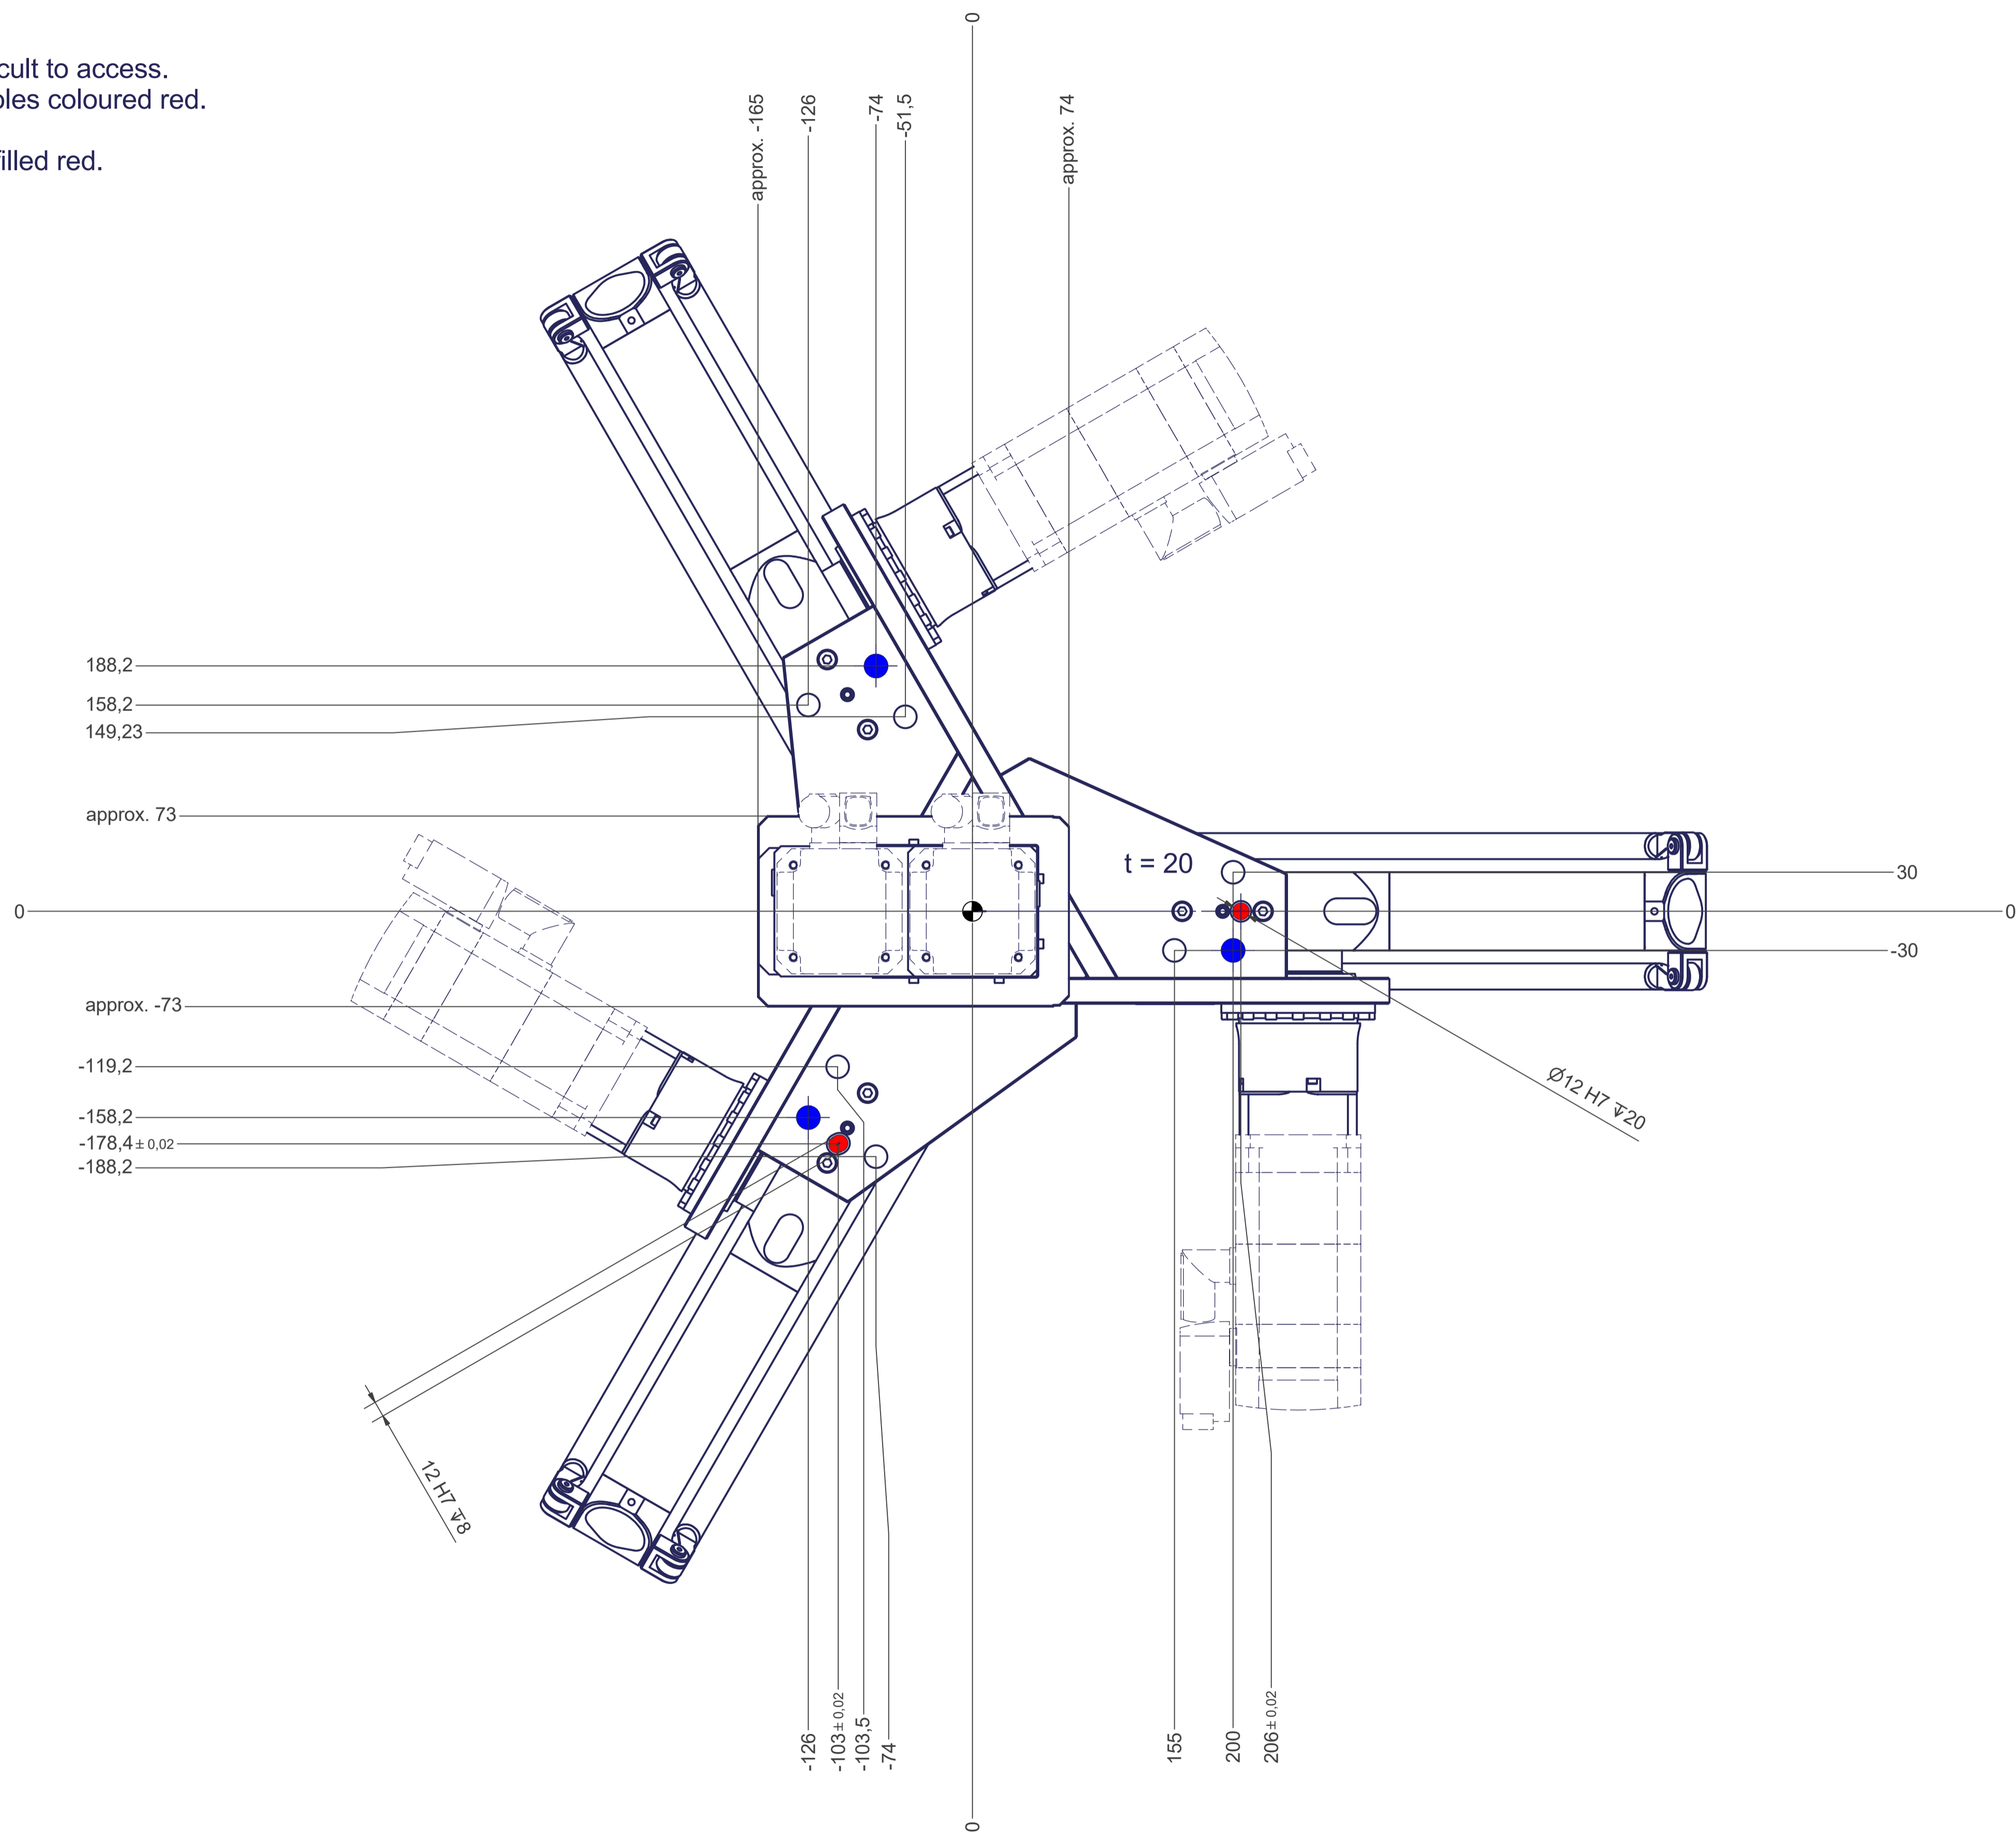 0
cult to access.
oles coloured red.
filled red.
approx. -165
-126
-74
-51,5
approx. 74
188,2
158,2
149,23
approx. 73
t = 20
30
0
0
-30
approx. -73
-119,2
-158,2
-178,4 ± 0,02
-188,2
Ø12 H7 ↧20
12 H7 ↧8
-126
-103 ± 0,02
-103,5
-74
155
200
206 ± 0,02
0